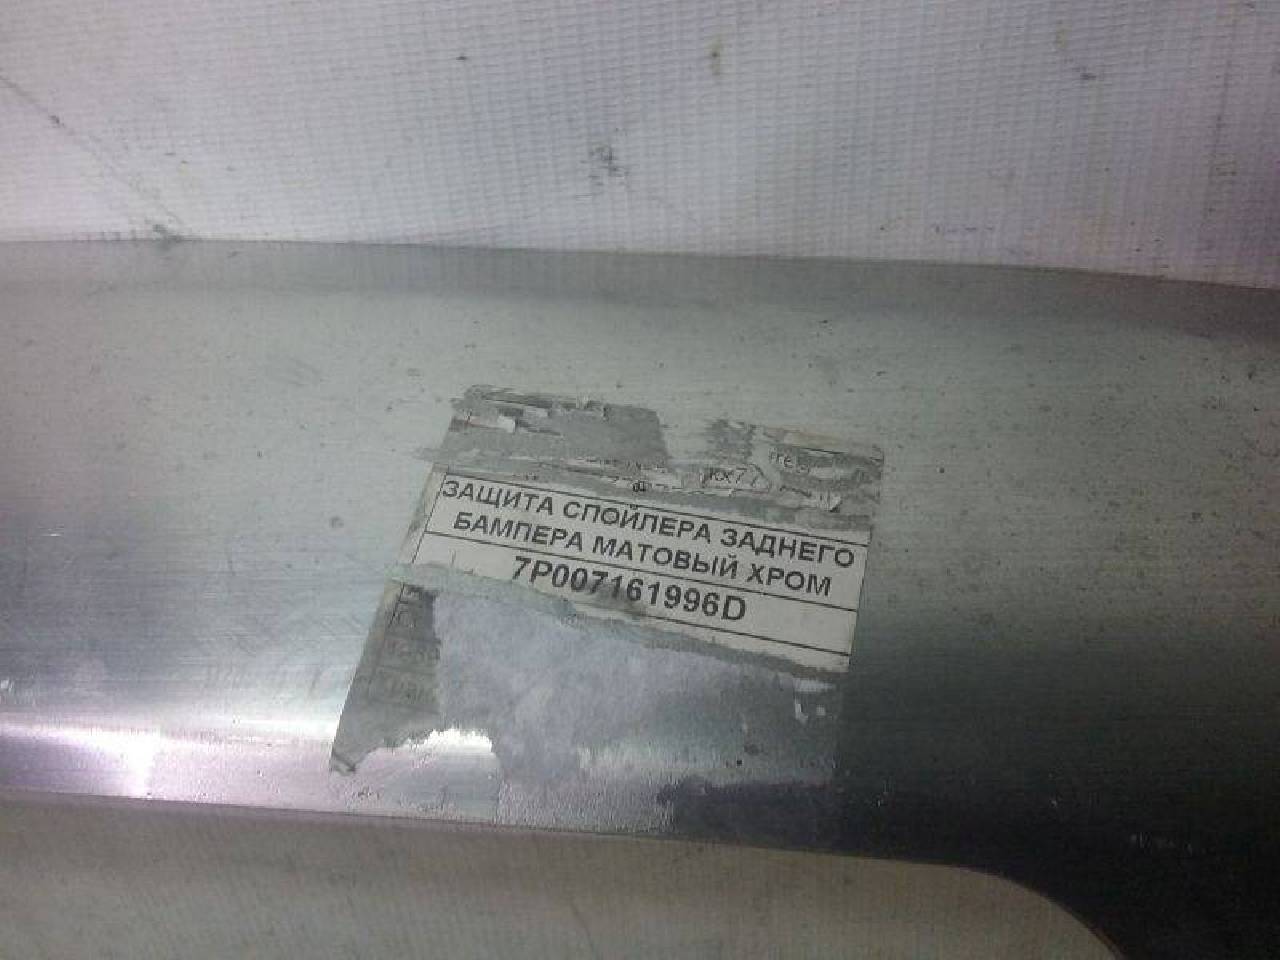 ЗАЩИТА СПОЙЛЕРА ЗАДНЕГО
БАМПЕРА МАТОВЫЙ ХРОМ
7P007161996D